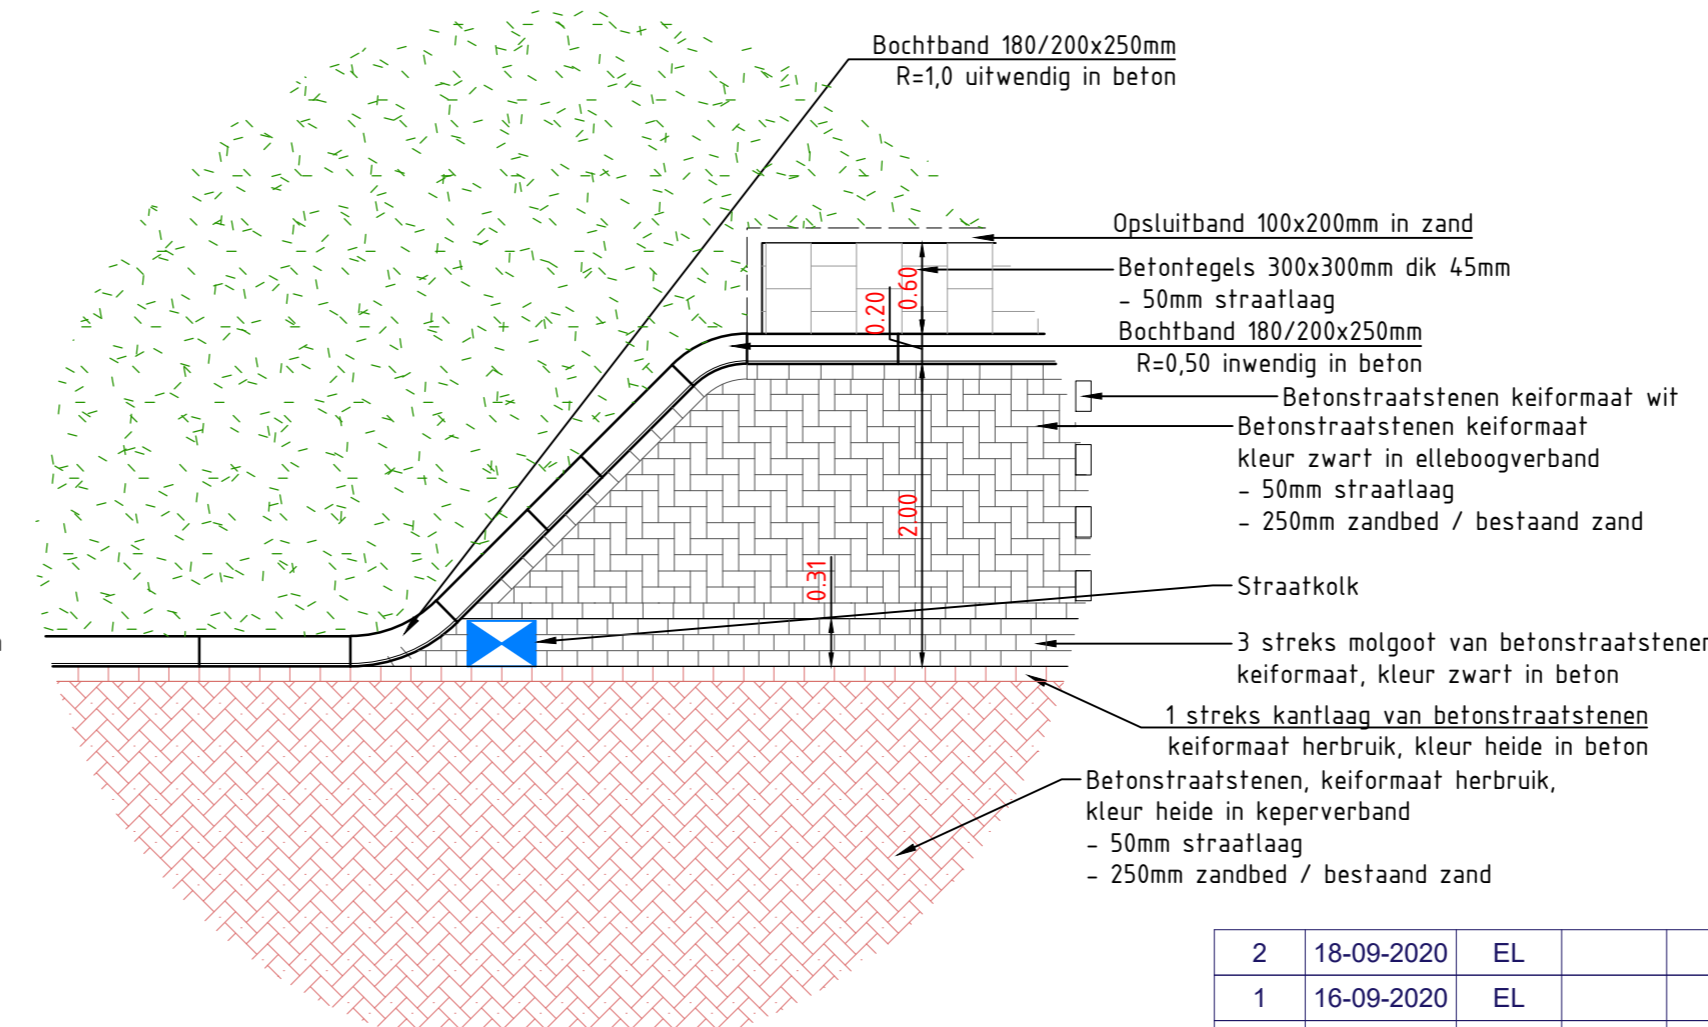 Bochtband 180/200x250mm
R=1,0 uitwendig in beton
Opsluitband 100x200mm in zand
Betontegels 300x300mm dik 45mm
- 50mm straatlaag
0.60
0.20
Bochtband 180/200x250mm
R=0,50 inwendig in beton
Betonstraatstenen keiformaat wit
Betonstraatstenen keiformaat
kleur zwart in elleboogverband
- 50mm straatlaag
- 250mm zandbed / bestaand zand
2.00
0.31
Straatkolk
3 streks molgoot van betonstraatstenen
keiformaat, kleur zwart in beton
1 streks kantlaag van betonstraatstenen
keiformaat herbruik, kleur heide in beton
Betonstraatstenen, keiformaat herbruik,
kleur heide in keperverband
- 50mm straatlaag
- 250mm zandbed / bestaand zand
2 18-09-2020 EL
1 16-09-2020 EL